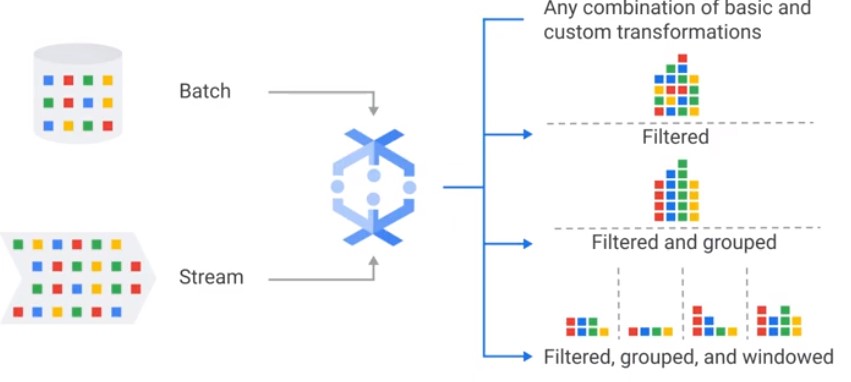 Any combination of basic and
custom transformations
Batch
Filtered
Filtered and grouped
Stream
Filtered, grouped, and windowed